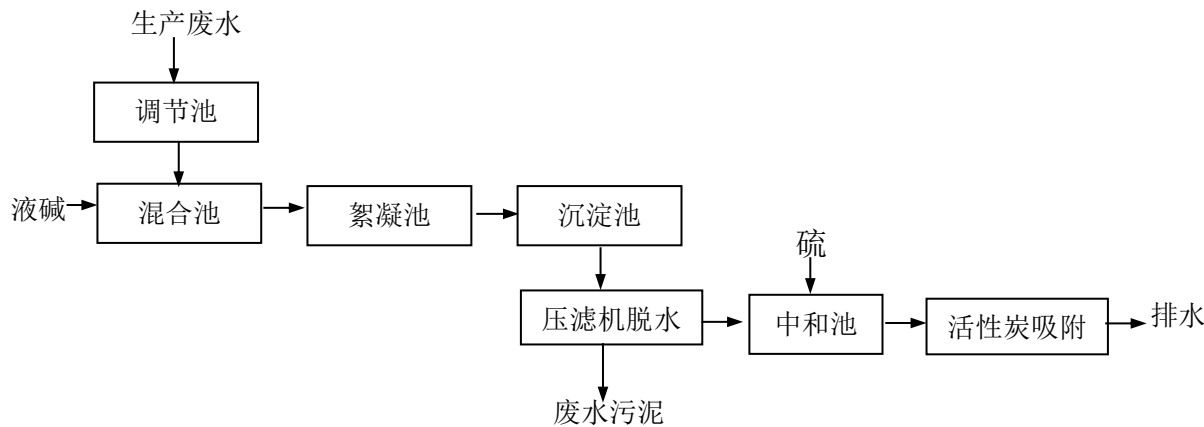 生产废水
调节池
液碱
混合池
絮凝池
沉淀池
硫
压滤机脱水
中和池
活性炭吸附
排水
废水污泥